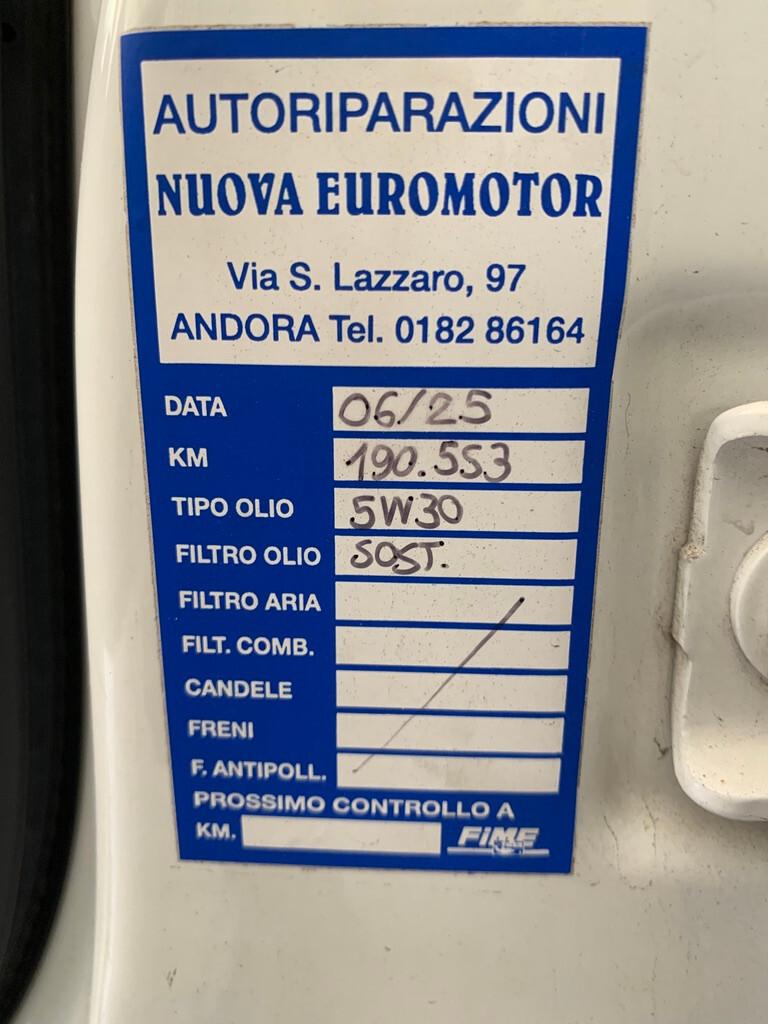 AUTORIPARAZIONI
NUOVA EUROMOTOR
Via S. Lazzaro, 97
ANDORA Tel. 0182 86164
DATA 06/25
KM 190.553
TIPO OLIO 5W30
FILTRO OLIO SOST.
FILTRO ARIA
FILT. COMB.
CANDELE
FRENI
F. ANTIPOLL.
PROSSIMO CONTROLLO A
KM. FIME